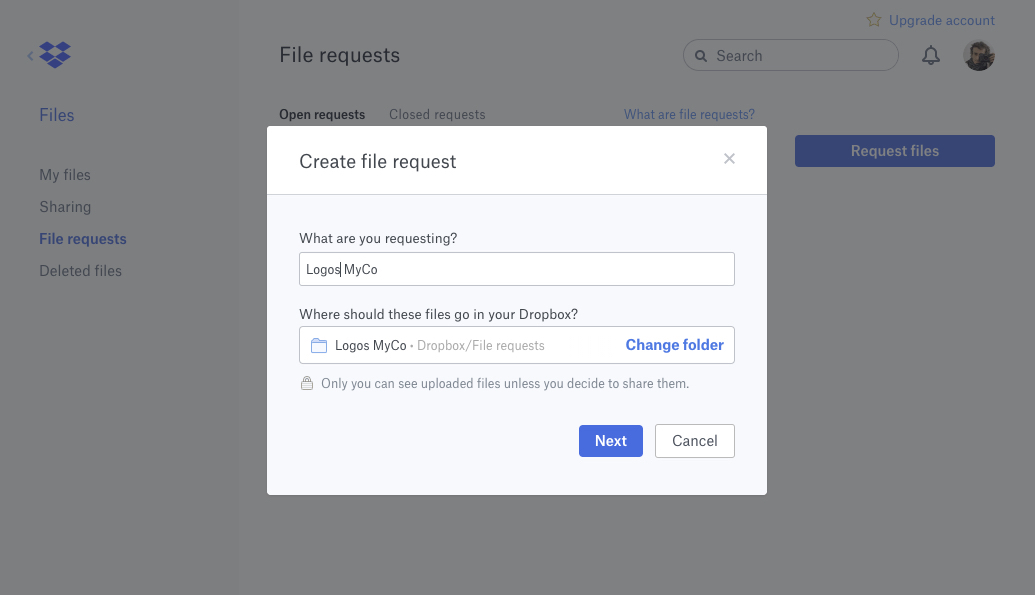 Upgrade account
File requests
Search
Files
Open requests
Closed requests
What are file requests?
Request files
My files
Sharing
File requests
Deleted files
Create file request
What are you requesting?
Logos MyCo
Where should these files go in your Dropbox?
Logos MyCo • Dropbox/File requests
Change folder
Only you can see uploaded files unless you decide to share them.
Next
Cancel